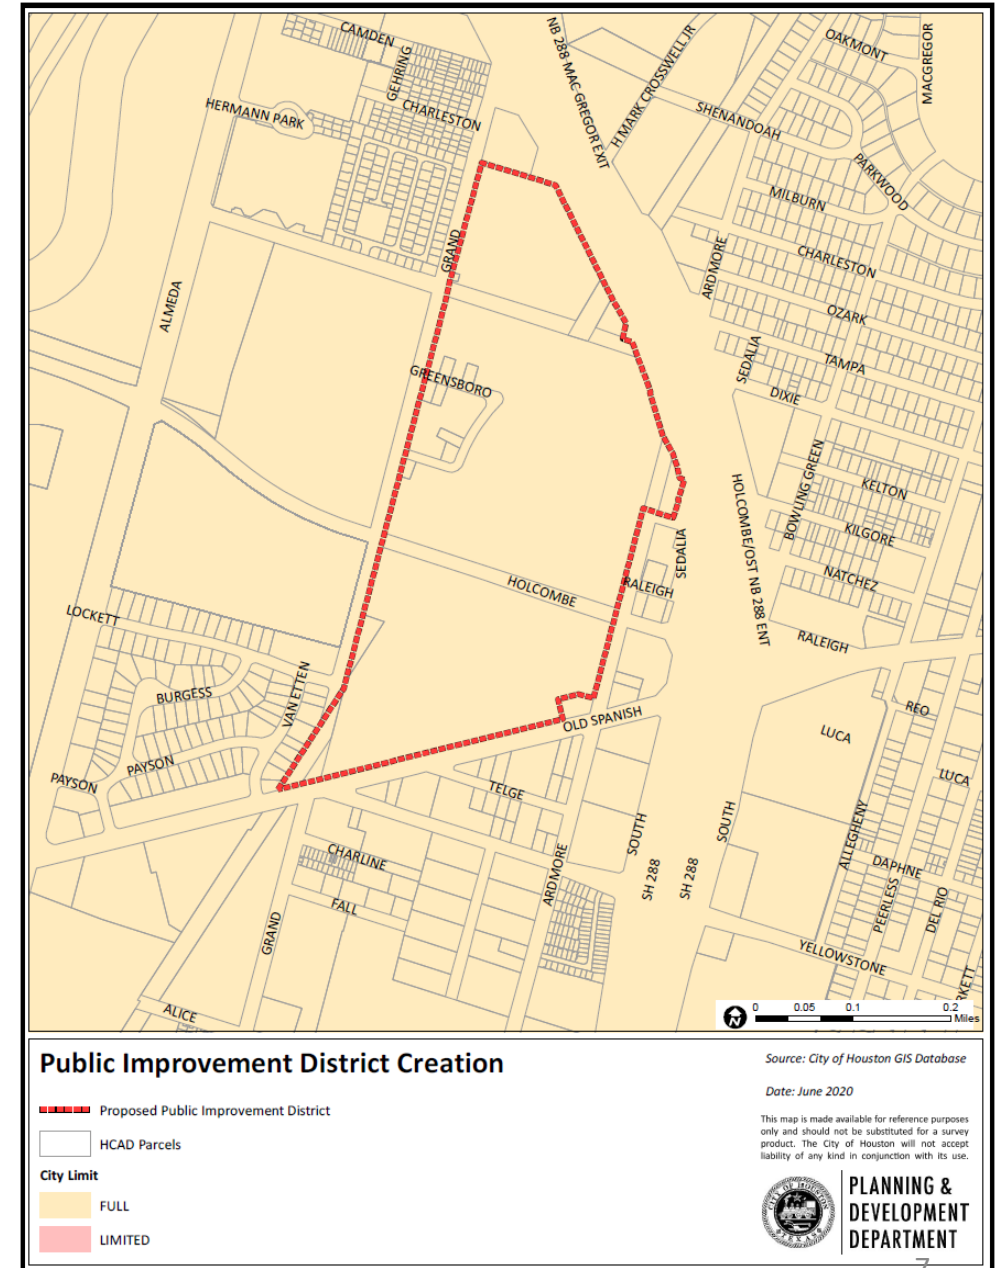 CAMDEN
GEHRING
HERMANN PARK
CHARLESTON
NB 288 MAC GREGOR EXIT
H MARK CROSSWELL JR
OAKMONT
MACGREGOR
SHENANDOAH
PARKWOOD
MILBURN
GRAND
ARDMORE
CHARLESTON
ALMEDA
OZARK
SEDALIA
TAMPA
GREENSBORO
DIXIE
HOLCOMBE/OST NB 288 ENT
BOWLING GREEN
KELTON
KILGORE
SEDALIA
NATCHEZ
HOLCOMBE
RALEIGH
LOCKETT
RALEIGH
BURGESS
VAN ETTEN
OLD SPANISH
REO
LUCA
PAYSON
PAYSON
TELGE
LUCA
SOUTH
SOUTH
ALLEGHENY
CHARLINE
ARDMORE
SH 288
SH 288
DAPHNE
FALL
PEERLESS
DEL RIO
GRAND
YELLOWSTONE
RKETT
ALICE
N
0 0.05 0.1 0.2
Miles
Public Improvement District Creation
Proposed Public Improvement District
HCAD Parcels
City Limit
FULL
LIMITED
Source: City of Houston GIS Database
Date: June 2020
This map is made available for reference purposes
only and should not be substituted for a survey
product. The City of Houston will not accept
liability of any kind in conjunction with its use.
CITY OF HOUSTON
TEXAS
PLANNING &
DEVELOPMENT
DEPARTMENT